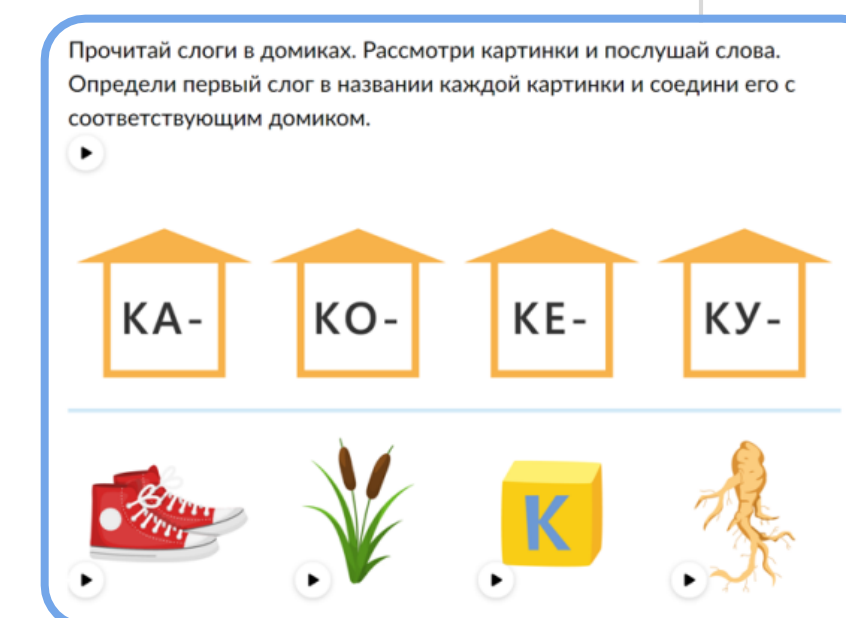 Прочитай слоги в домиках. Рассмотри картинки и послушай слова.
Определи первый слог в названии каждой картинки и соедини его с
соответствующим домиком.
КА-
КО-
КЕ-
КУ-
К